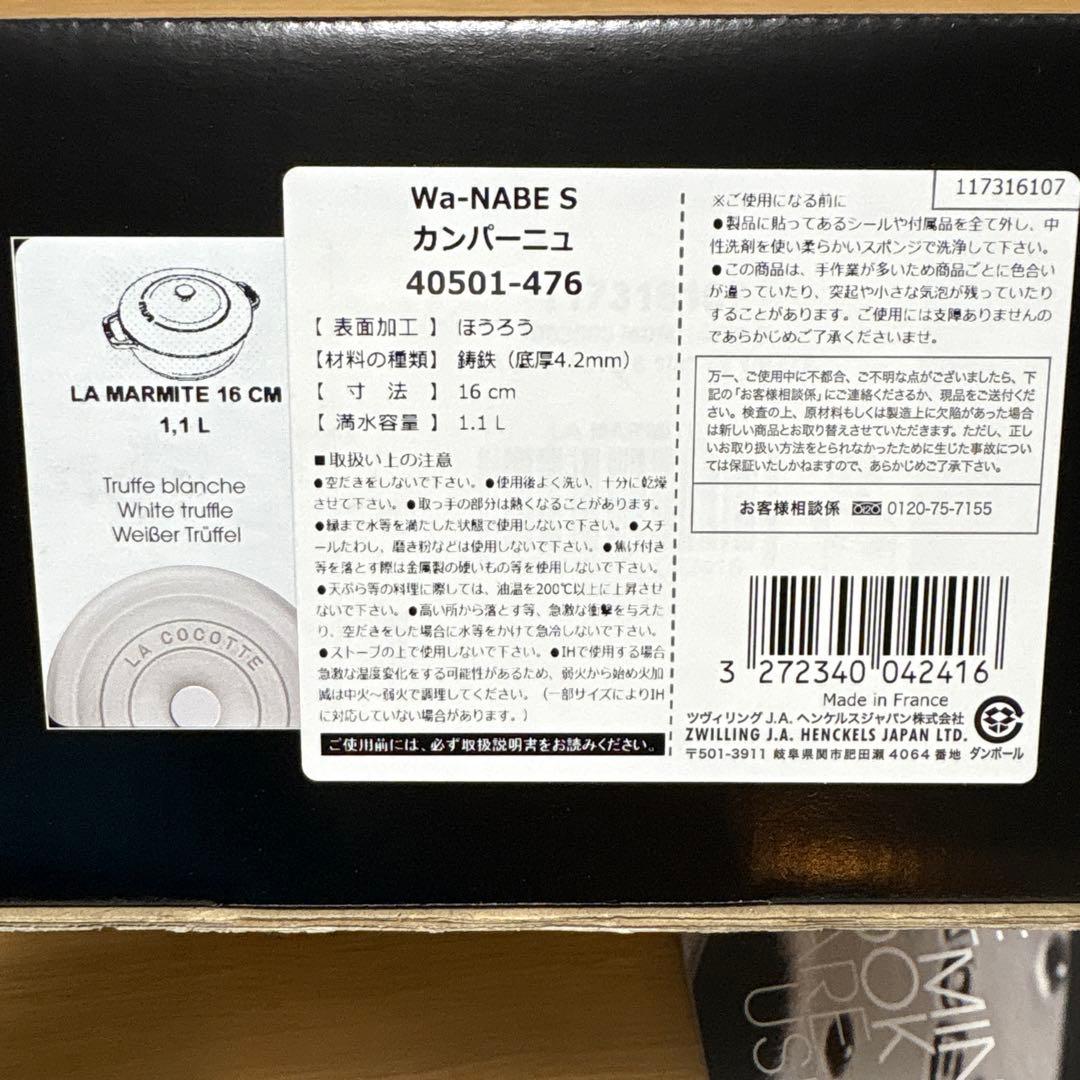 LA MARMITE 16 CM
1,1 L
Truffe blanche
White truffle
Weißer Trüffel
LA COCOTTE
Wa-NABE S
カンパーニュ
40501-476
【 表面加工 】 ほうろう
【材料の種類】 鋳鉄（底厚4.2mm）
【 寸 法 】 16 cm
【 満水容量 】 1.1 L
■取扱い上の注意
●空だきをしないで下さい。●使用後よく洗い、十分に乾燥
させて下さい。●取っ手の部分は熱くなることがあります。
●縁まで水等を満たした状態で使用しないで下さい。●スチ
ールたわし、磨き粉などは使用しないで下さい。●焦げ付き
等を落とす際は金属製の硬いもの等を使用しないで下さい。
●天ぷら等の料理に際しては、油温を200℃以上に上昇させ
ないで下さい。●高い所から落とす等、急激な衝撃を与えた
り、空だきをした場合に水等をかけて急冷しないで下さい。
●ストーブの上で使用しないで下さい。●IHで使用する場合
急激な温度変化をする可能性があるため、弱火から始め火加
減は中火～弱火で調理してください。（一部サイズによりIH
に対応していない場合があります。）
ご使用前には、必ず取扱説明書をお読みください。
117316107
※ご使用になる前に
●製品に貼ってあるシールや付属品を全て外し、中
性洗剤を使い柔らかいスポンジで洗浄して下さい。
●この商品は、手作業が多いため商品ごとに色合い
が違っていたり、突起や小さな気泡が残っていたり
することがあります。ご使用には支障ありませんの
であらかじめご了承くださいませ。
万一、ご使用中に不都合、ご不明な点がございましたら、下
記の「お客様相談係」にご連絡くださるか、現品をご送付くだ
さい。検査の上、原材料もしくは製造上に欠陥があった場合
は新しい商品とお取り替えさせていただきます。ただし、正し
いお取り扱い方法をとられなかったために生じた事故につい
ては保証いたしかねますので、あらかじめご了承下さい。
お客様相談係 0120-75-7155
3 272340 042416
Made in France
ツヴィリング J.A. ヘンケルスジャパン株式会社
ZWILLING J.A. HENCKELS JAPAN LTD.
〒501-3911 岐阜県関市肥田瀬 4064 番地
ダンボール